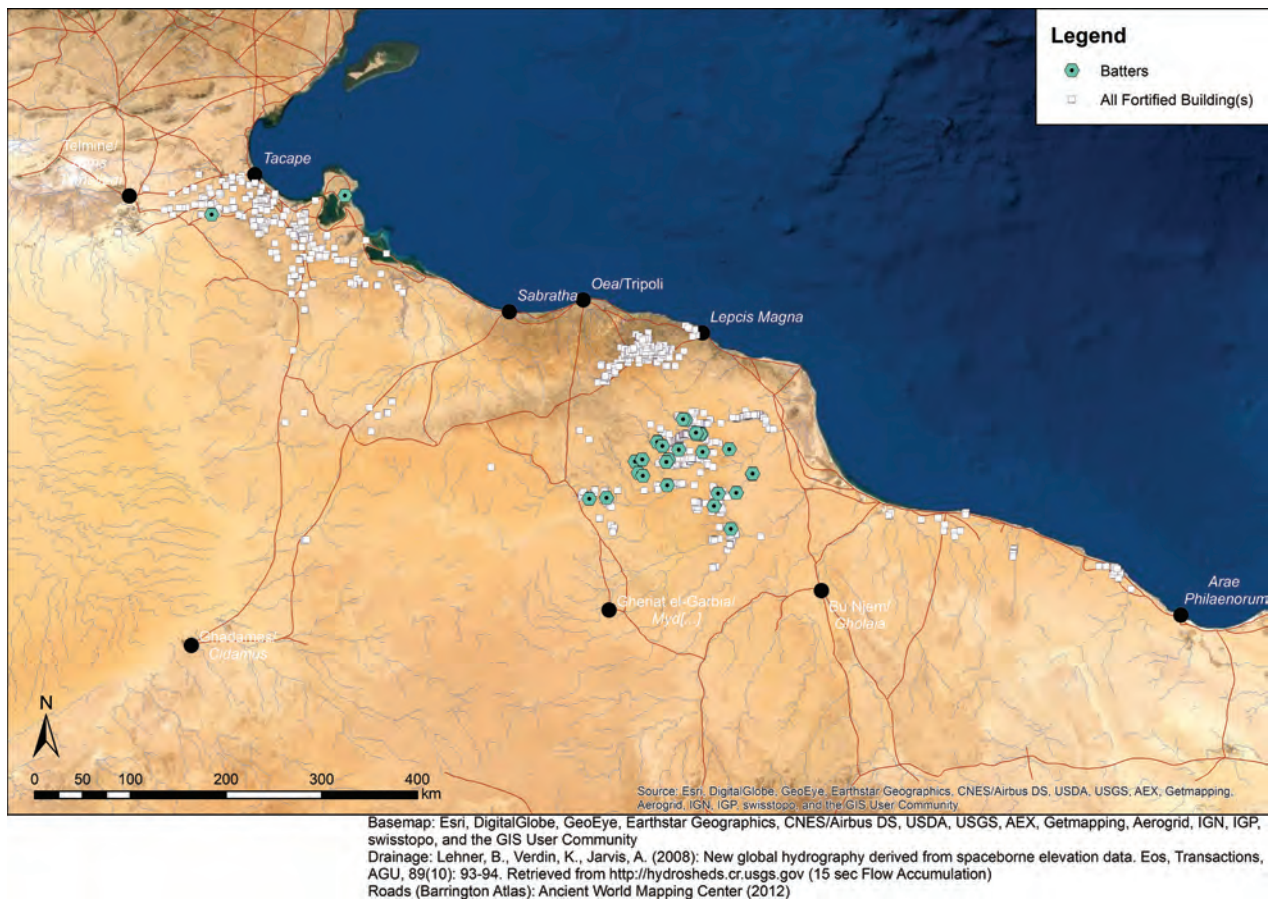 Legend
Batters
All Fortified Building(s)
Telmine/
Tacape
Sabratha
Oea/Tripoli
Lepcis Magna
Gheriat el-Garbia/
Myd[...]
Bu Njem/
Gholaia
Arae
Philaenorum
Ghadames/
Cidamus
N
0 50 100 200 300 400
km
Source: Esri, DigitalGlobe, GeoEye, Earthstar Geographics, CNES/Airbus DS, USDA, USGS, AEX, Getmapping,
Aerogrid, IGN, IGP, swisstopo, and the GIS User Community
Basemap: Esri, DigitalGlobe, GeoEye, Earthstar Geographics, CNES/Airbus DS, USDA, USGS, AEX, Getmapping, Aerogrid, IGN, IGP,
swisstopo, and the GIS User Community
Drainage: Lehner, B., Verdin, K., Jarvis, A. (2008): New global hydrography derived from spaceborne elevation data. Eos, Transactions,
AGU, 89(10): 93-94. Retrieved from http://hydrosheds.cr.usgs.gov (15 sec Flow Accumulation)
Roads (Barrington Atlas): Ancient World Mapping Center (2012)